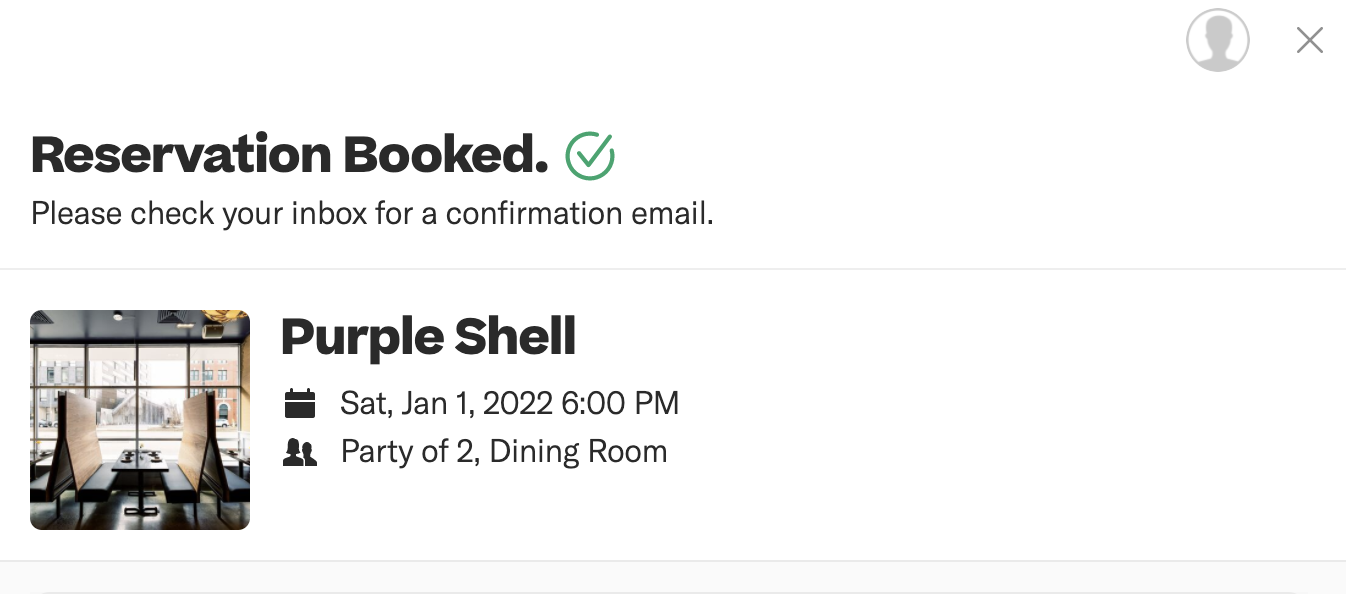 Reservation Booked.
Please check your inbox for a confirmation email.
Purple Shell
Sat, Jan 1, 2022 6:00 PM
Party of 2, Dining Room